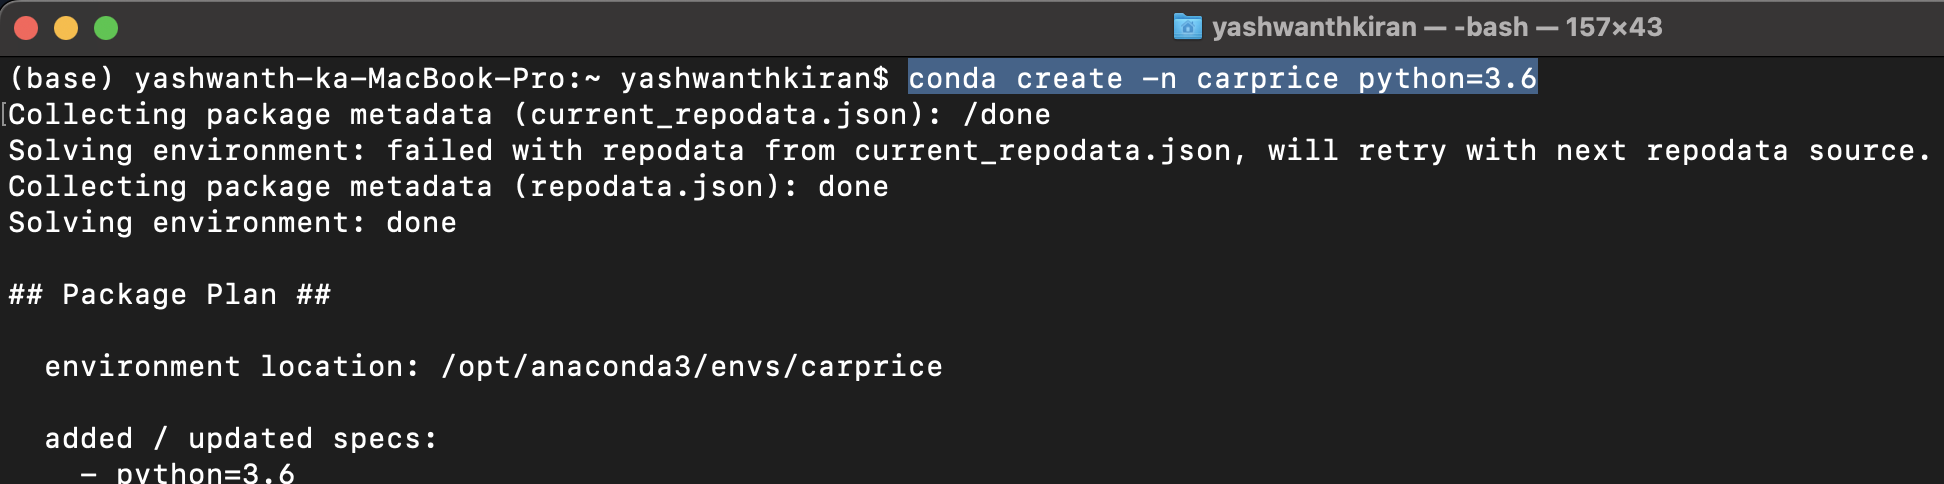 yashwanthkiran — -bash — 157×43
(base) yashwanth-ka-MacBook-Pro:~ yashwanthkiran$ conda create -n carprice python=3.6
Collecting package metadata (current_repodata.json): /done
Solving environment: failed with repodata from current_repodata.json, will retry with next repodata source.
Collecting package metadata (repodata.json): done
Solving environment: done
## Package Plan ##
environment location: /opt/anaconda3/envs/carprice
added / updated specs:
- python=3.6